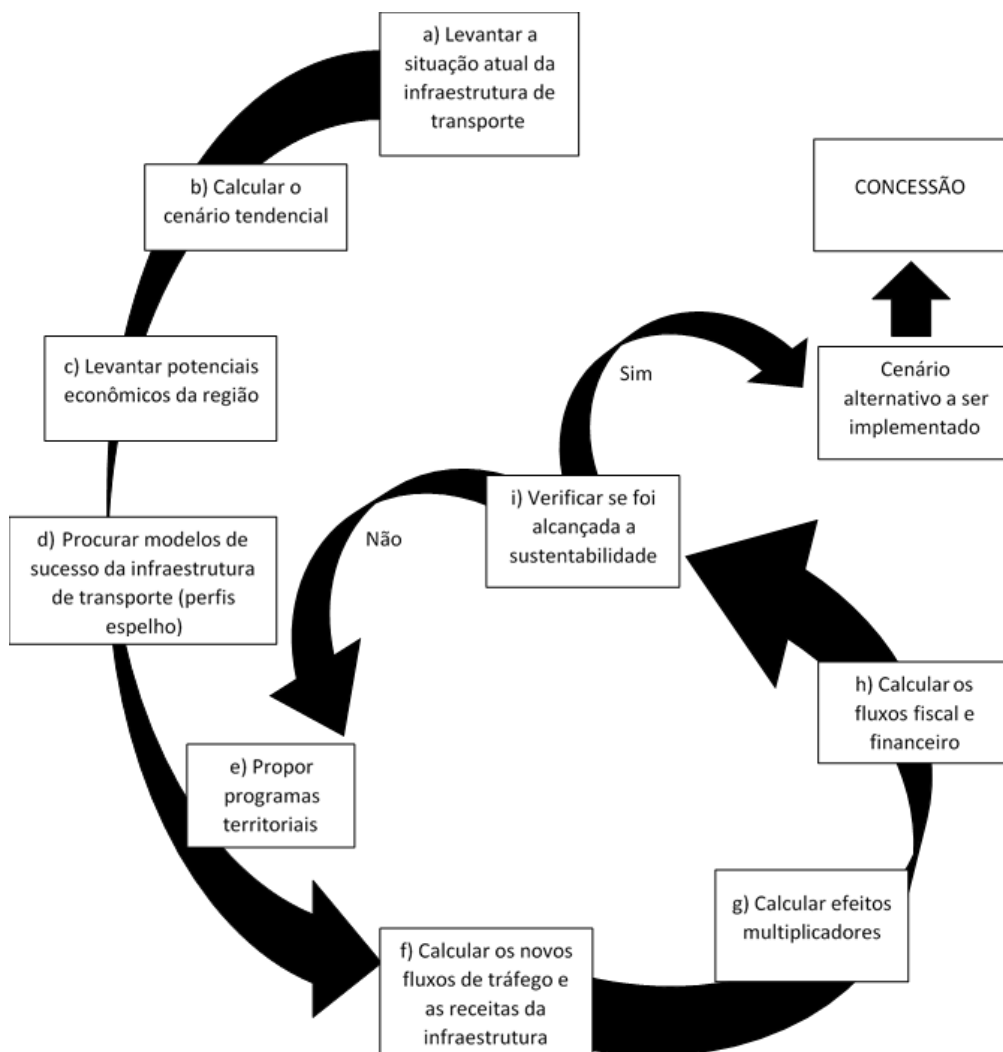 a) Levantar a
situação atual da
infraestrutura de
transporte
b) Calcular o
cenário tendencial
c) Levantar potenciais
econômicos da região
d) Procurar modelos de
sucesso da infraestrutura
de transporte (perfis
espelho)
e) Propor
programas
territoriais
f) Calcular os novos
fluxos de tráfego e
as receitas da
infraestrutura
g) Calcular efeitos
multiplicadores
h) Calcular os
fluxos fiscal e
financeiro
i) Verificar se foi
alcançada a
sustentabilidade
Não
Sim
Cenário
alternativo a ser
implementado
CONCESSÃO